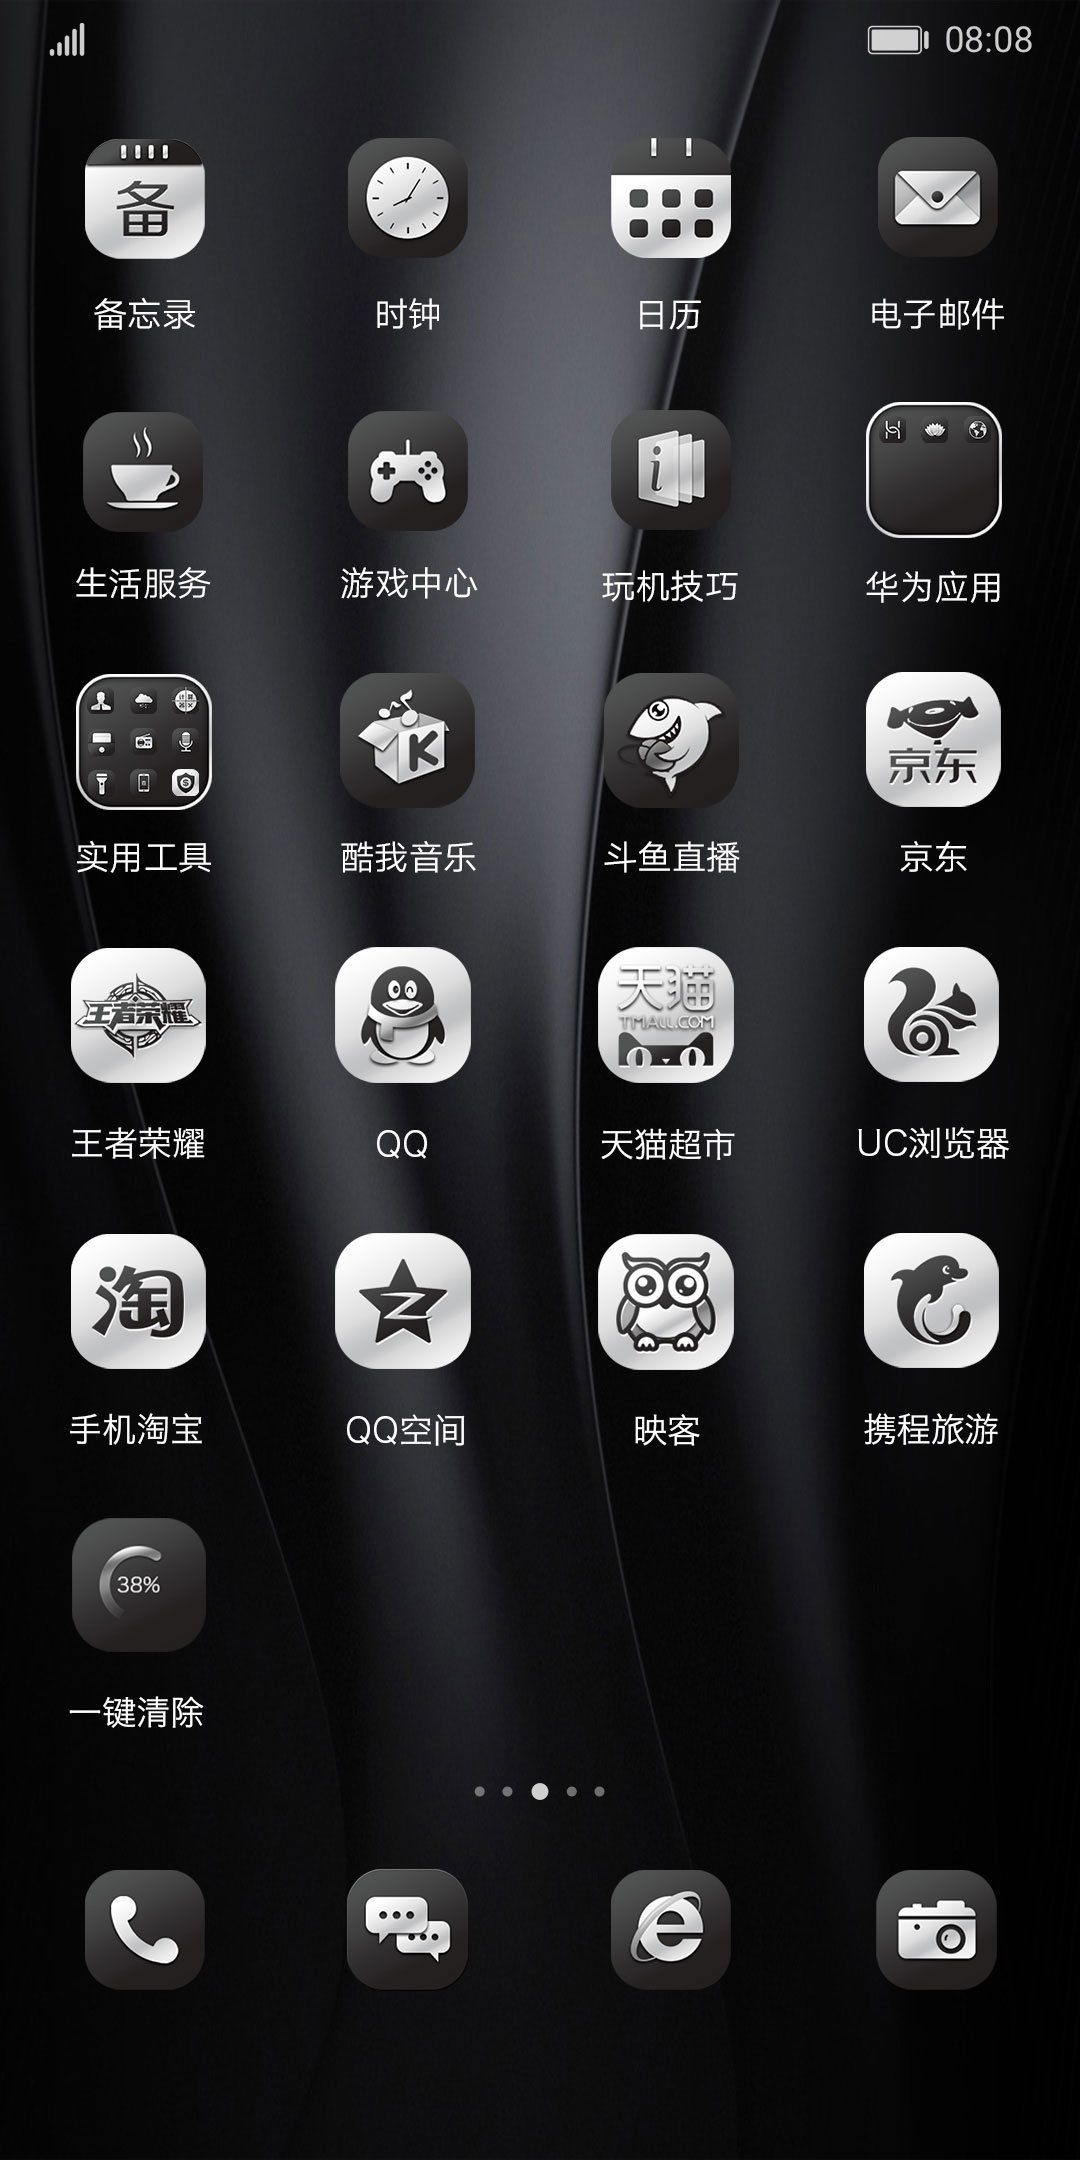 08:08
备
备忘录
时钟
日历
电子邮件
i
生活服务
游戏中心
玩机技巧
华为应用
K
京东
实用工具
酷我音乐
斗鱼直播
京东
王者荣耀
天猫
TMALL.COM
王者荣耀
QQ
天猫超市
UC浏览器
淘
手机淘宝
QQ空间
映客
携程旅游
38%
一键清除